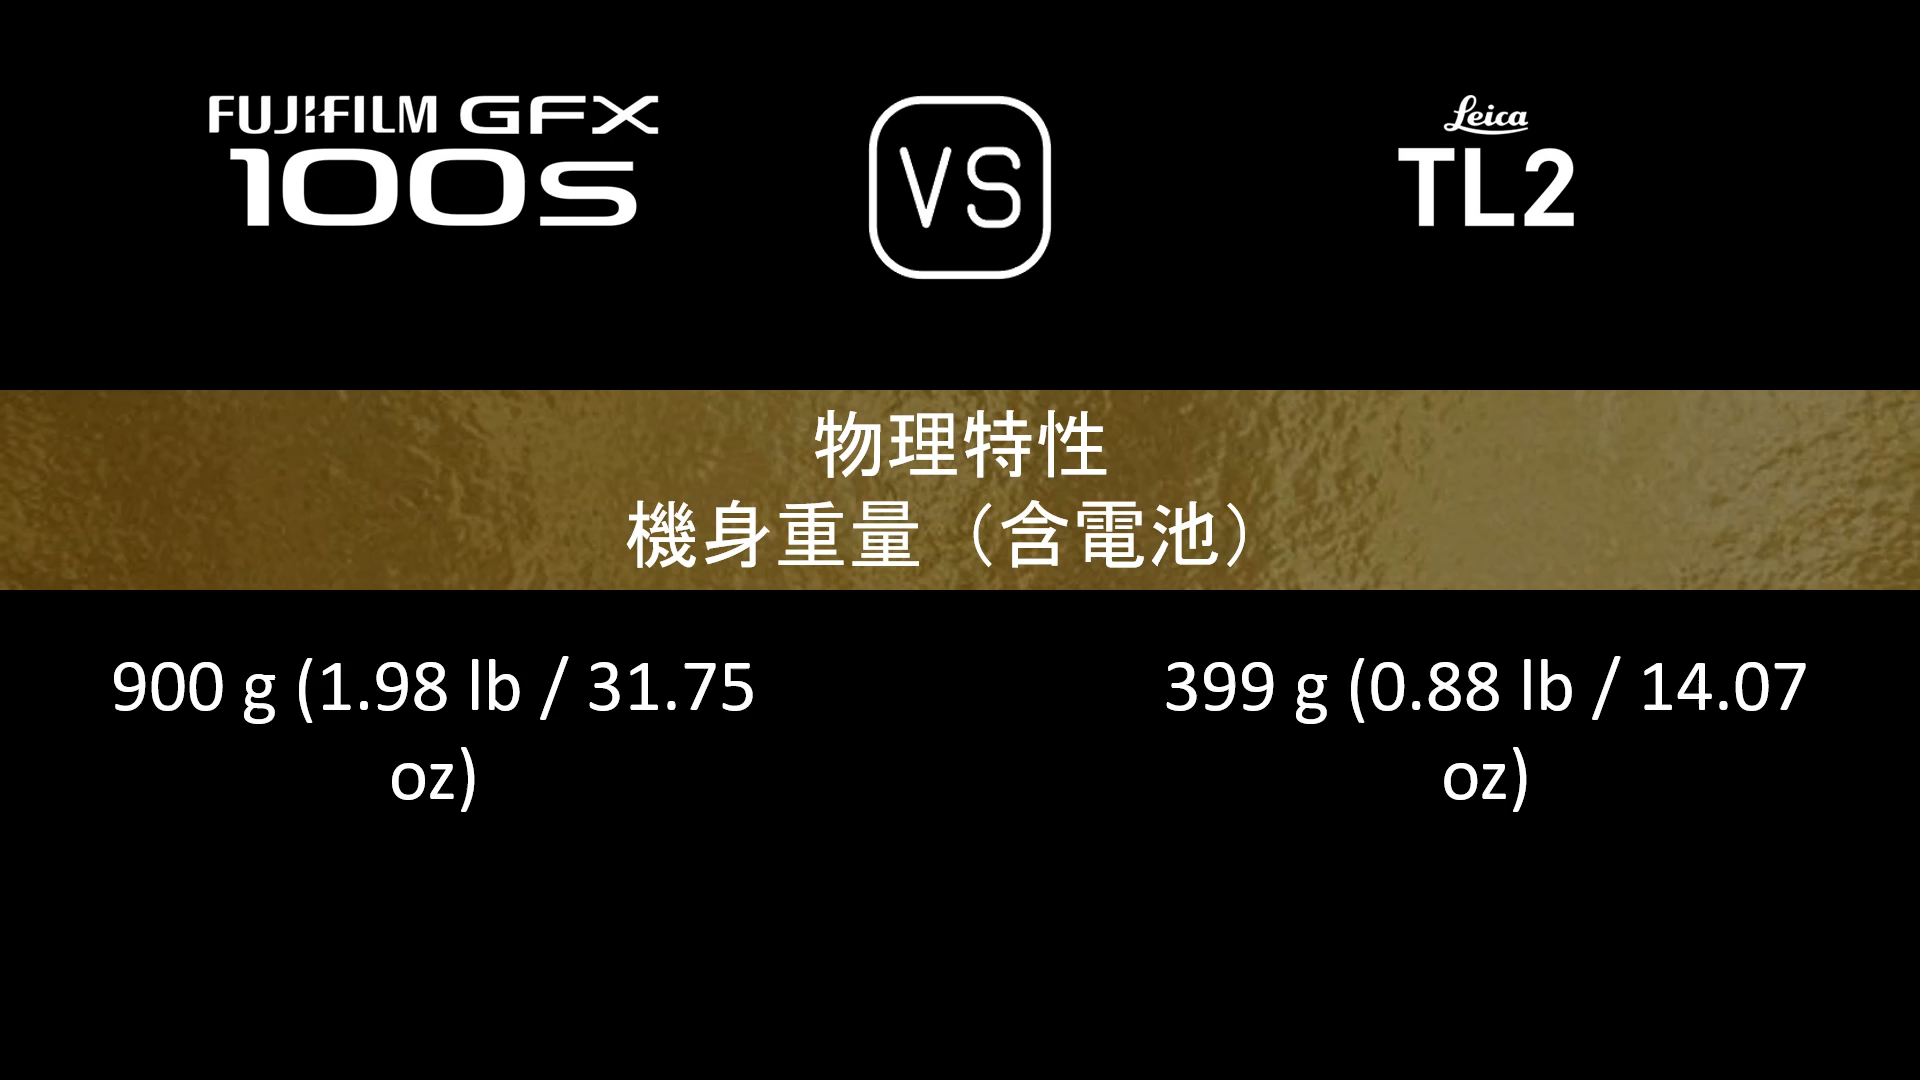 FUJIFILM GFX
100S
VS
Leica
TL2
物理特性
機身重量（含電池）
900 g (1.98 lb / 31.75
oz)
399 g (0.88 lb / 14.07
oz)